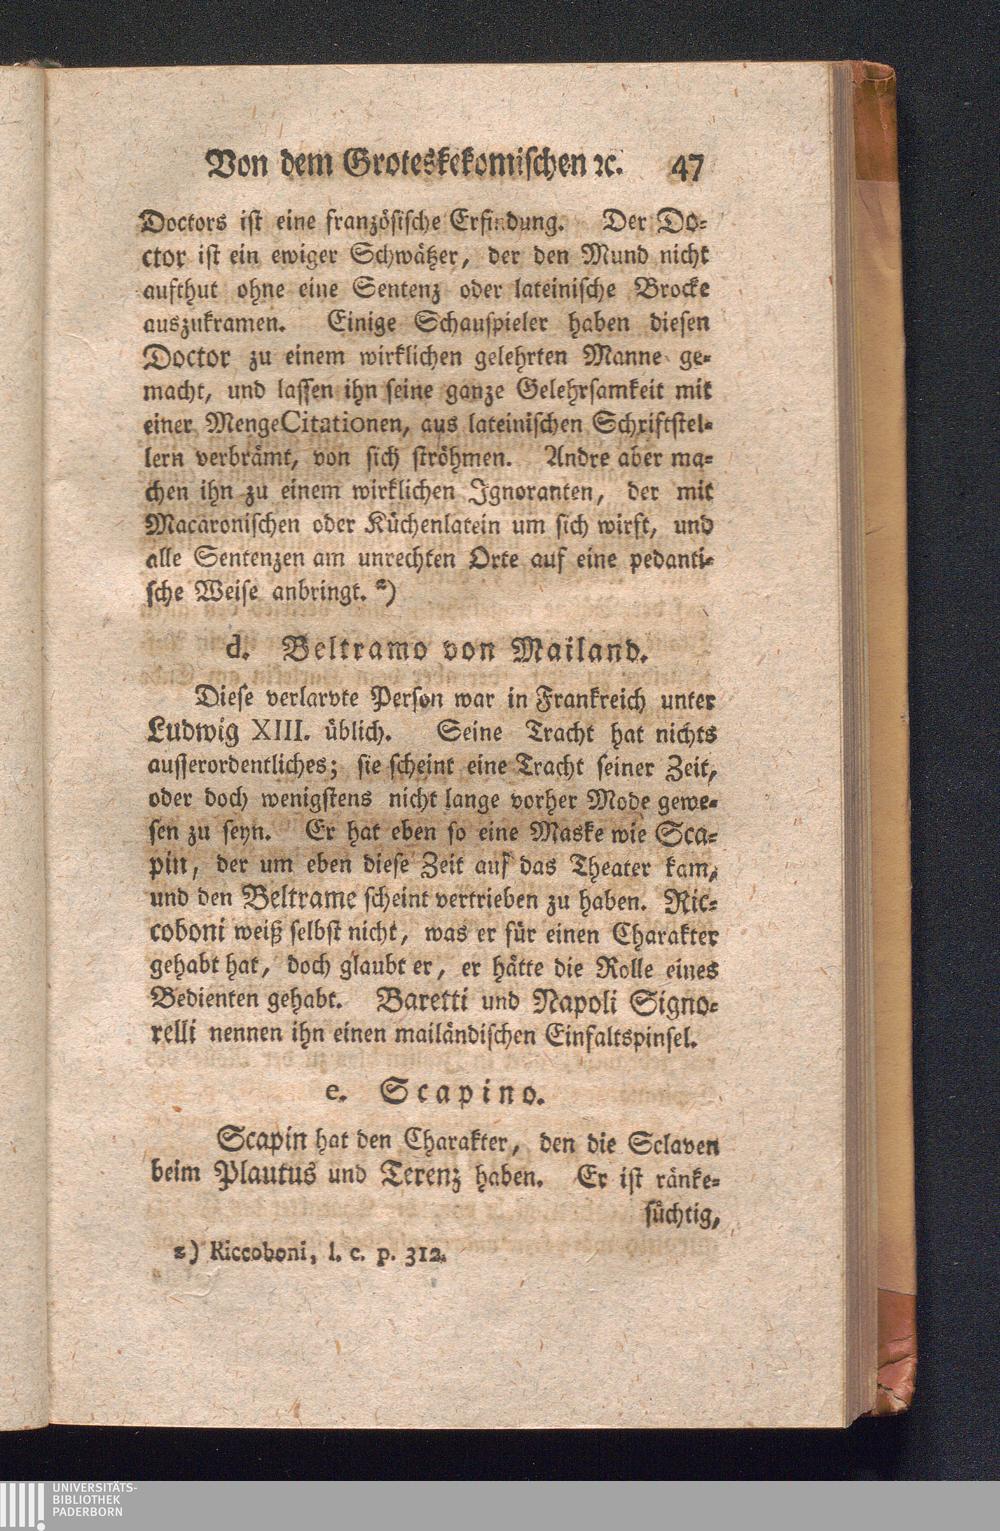 Von dem Groteskekomischen ꝛc. 47
Doctors ist eine französische Erfindung. Der Do-
ctor ist ein ewiger Schwätzer, der den Mund nicht
aufthut ohne eine Sentenz oder lateinische Brocke
auszukramen. Einige Schauspieler haben diesen
Doctor zu einem wirklichen gelehrten Manne ge-
macht, und lassen ihn seine ganze Gelehrsamkeit mit
einer Menge Citationen, aus lateinischen Schriftstel-
lern verbrämt, von sich ströhmen. Andre aber ma-
chen ihn zu einem wirklichen Ignoranten, der mit
Macaronischen oder Küchenlatein um sich wirft, und
alle Sentenzen am unrechten Orte auf eine pedanti-
sche Weise anbringt. z)
d. Beltramo von Mailand.
Diese verlarvte Person war in Frankreich unter
Ludwig XIII. üblich. Seine Tracht hat nichts
ausserordentliches; sie scheint eine Tracht seiner Zeit,
oder doch wenigstens nicht lange vorher Mode gewe-
sen zu seyn. Er hat eben so eine Maske wie Sca-
pin, der um eben diese Zeit auf das Theater kam,
und den Beltrame scheint vertrieben zu haben. Ric-
coboni weiß selbst nicht, was er für einen Charakter
gehabt hat, doch glaubt er, er hätte die Rolle eines
Bedienten gehabt. Baretti und Napoli Signo-
relli nennen ihn einen mailändischen Einfaltspinsel.
e. Scapino.
Scapin hat den Charakter, den die Sclaven
beim Plautus und Terenz haben. Er ist ränke-
süchtig,
z) Riccoboni, l. c. p. 312.
UNIVERSITÄTS-
BIBLIOTHEK
PADERBORN